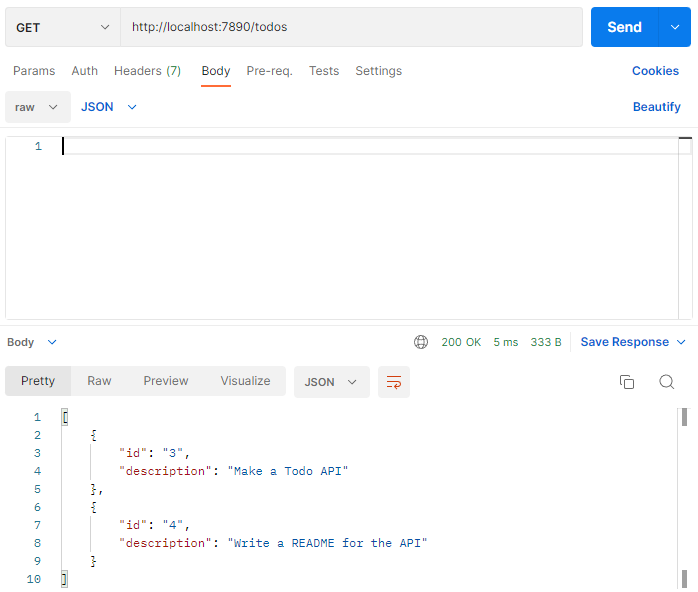 GET http://localhost:7890/todos Send
Params Auth Headers (7) Body Pre-req. Tests Settings Cookies
raw JSON Beautify
1
Body 200 OK 5 ms 333 B Save Response
Pretty Raw Preview Visualize JSON
1 [
2 {
3 "id": "3",
4 "description": "Make a Todo API"
5 },
6 {
7 "id": "4",
8 "description": "Write a README for the API"
9 }
10 ]